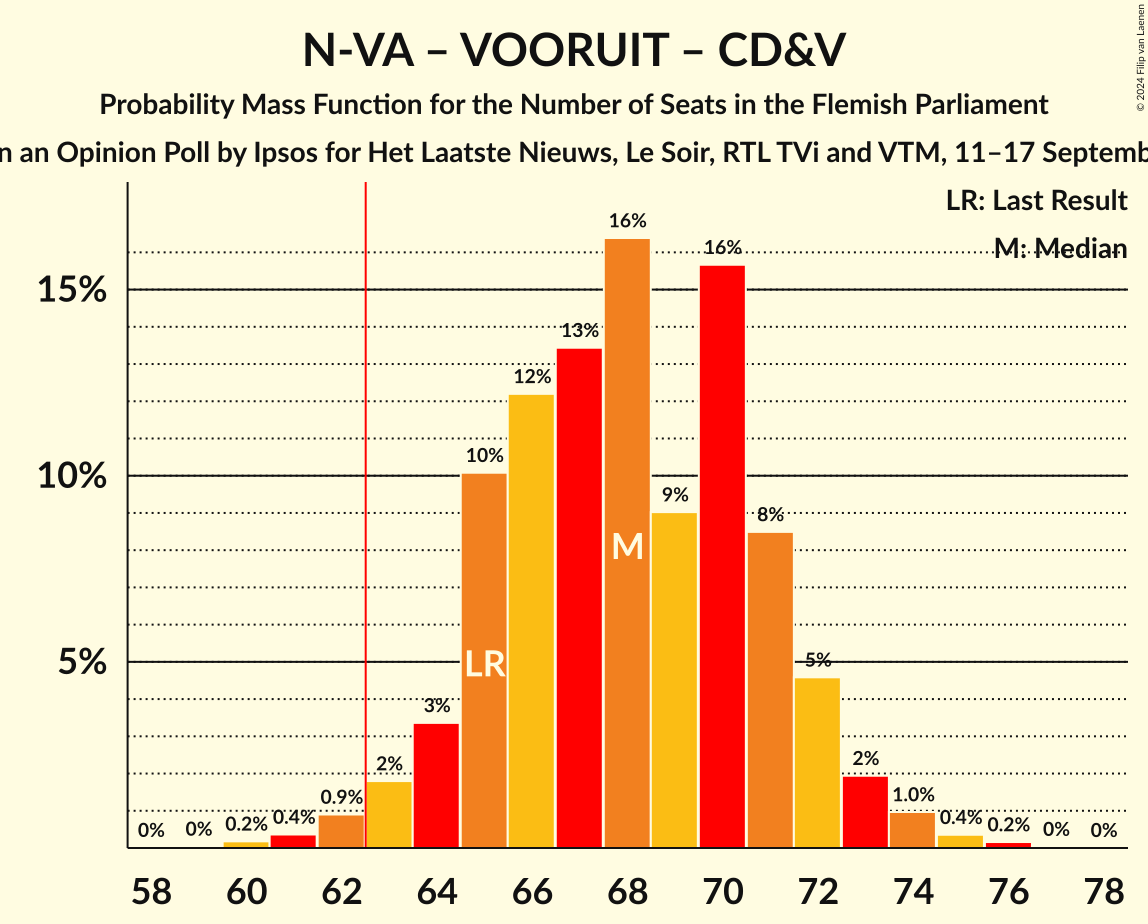 N-VA – VOORUIT – CD&V
Probability Mass Function for the Number of Seats in the Flemish Parliament
an Opinion Poll by Ipsos for Het Laatste Nieuws, Le Soir, RTL TVi and VTM, 11–17
© 2024 Filip van Laenen
LR: Last Result
M: Median
15%
10%
5%
0% 0% 0.2% 0.4% 0.9% 2% 3% 10% 12% 13% 16% 9% 16% 8% 5% 2% 1.0% 0.4% 0.2% 0% 0%
LR
M
58 60 62 64 66 68 70 72 74 76 78